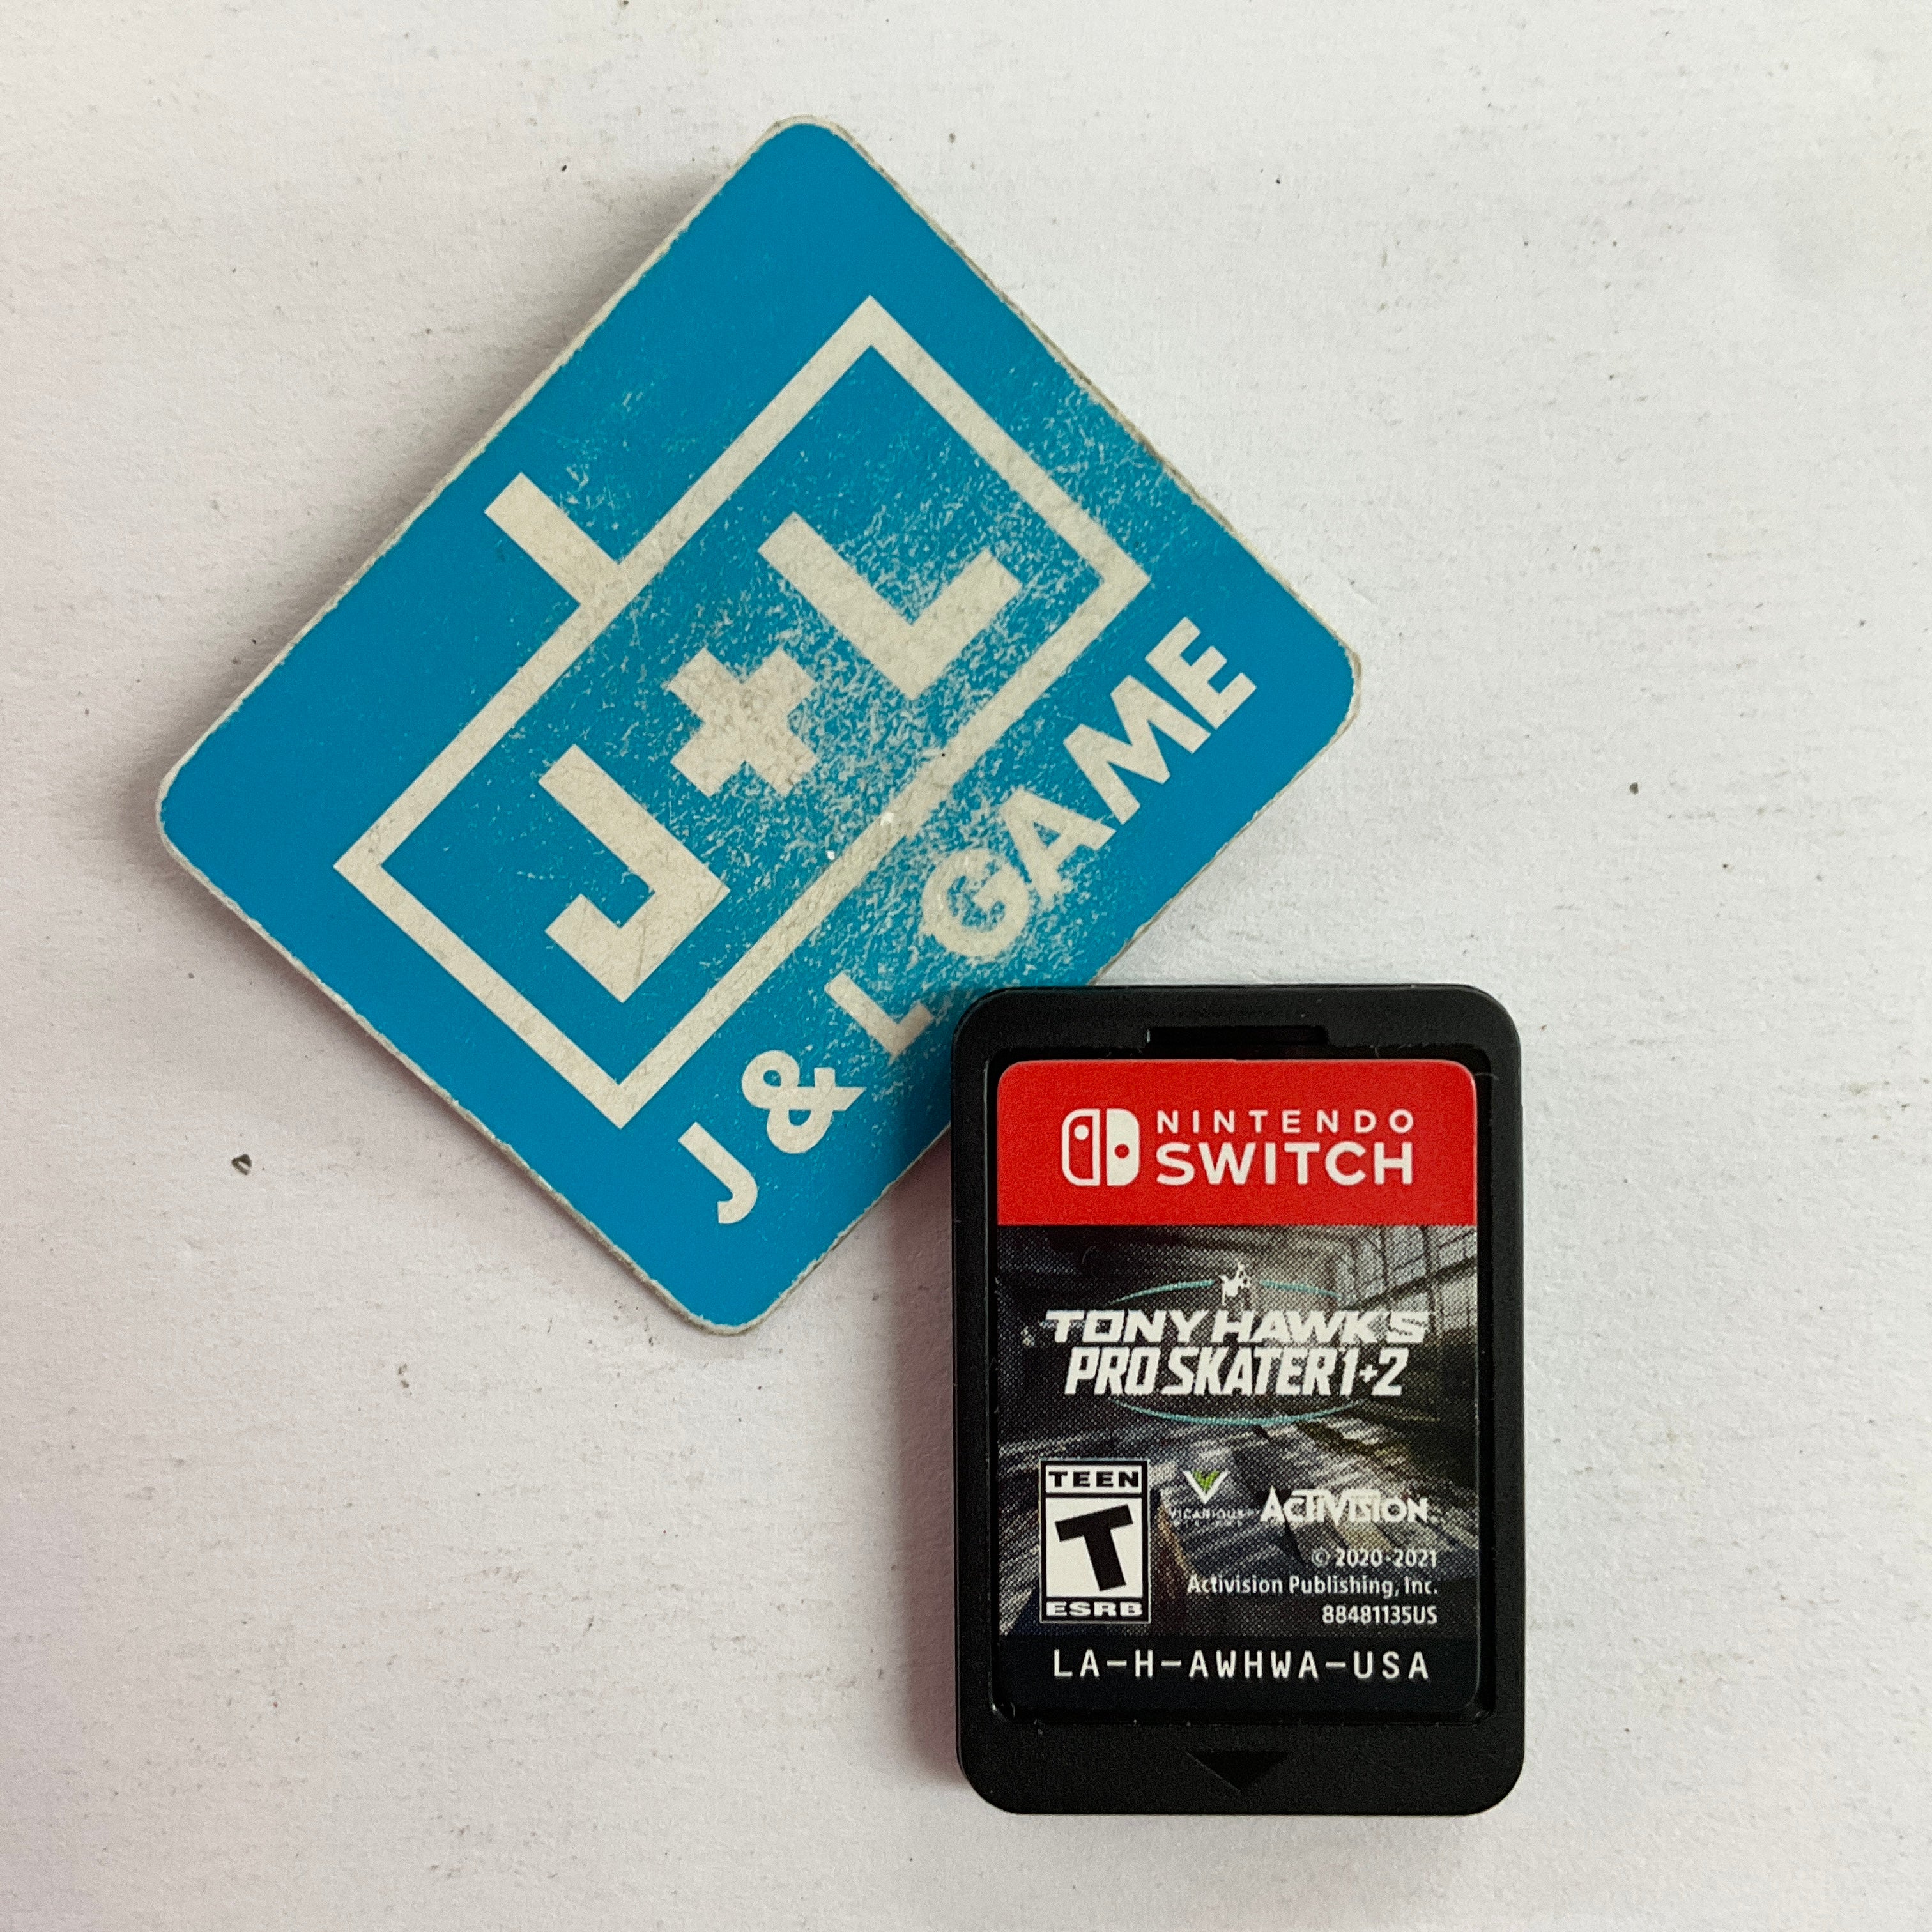 J+L
J & L GAME
NINTENDO
SWITCH
TONY HAWK'S
PRO SKATER 1+2
TEEN
T
ESRB
VICARIOUS
ACTIVISION
© 2020-2021
Activision Publishing, Inc.
88481135US
LA-H-AWHWA-USA